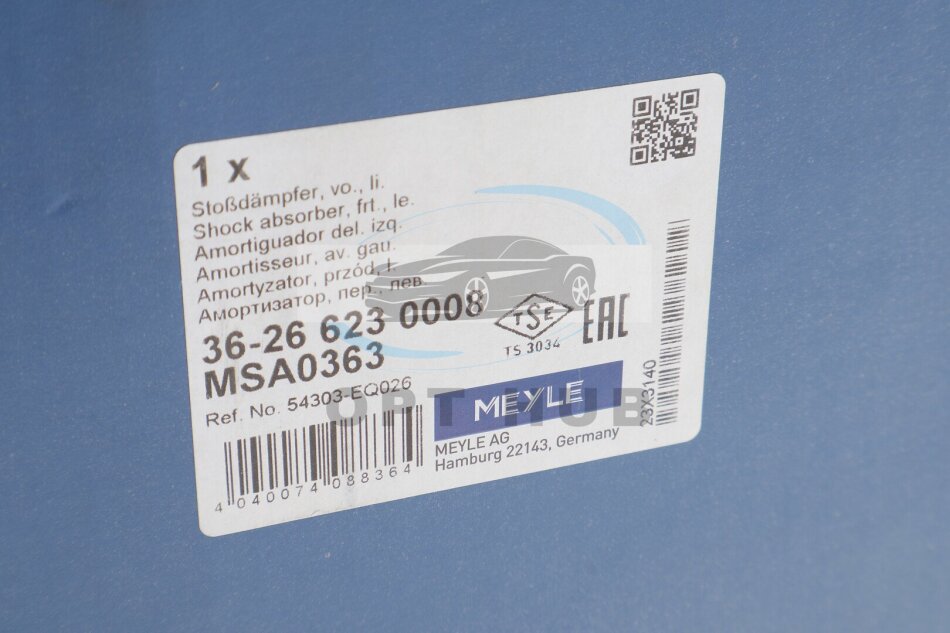 1 x
Stoßdämpfer, vo., li.
Shock absorber, frt., le.
Amortiguador del. izq.
Amortisseur, av. gau.
Amortyzator, przód, l.
Амортизатор, пер., лев.
36-26 623 0008
MSA0363
Ref. No. 54303-EQ026
TSE
TS 3034
EAC
MEYLE
MEYLE AG
Hamburg 22143, Germany
4 040074 088364
23X3140
OPT HUB